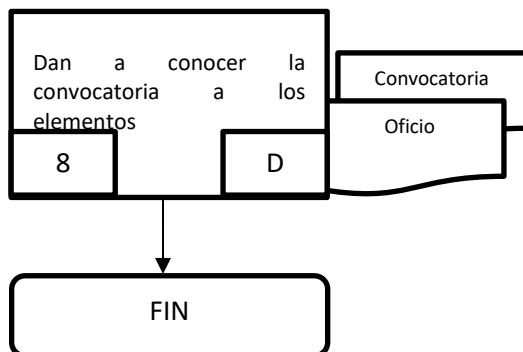 Dan a conocer la
convocatoria a los
elementos
Convocatoria
Oficio
8
D
FIN